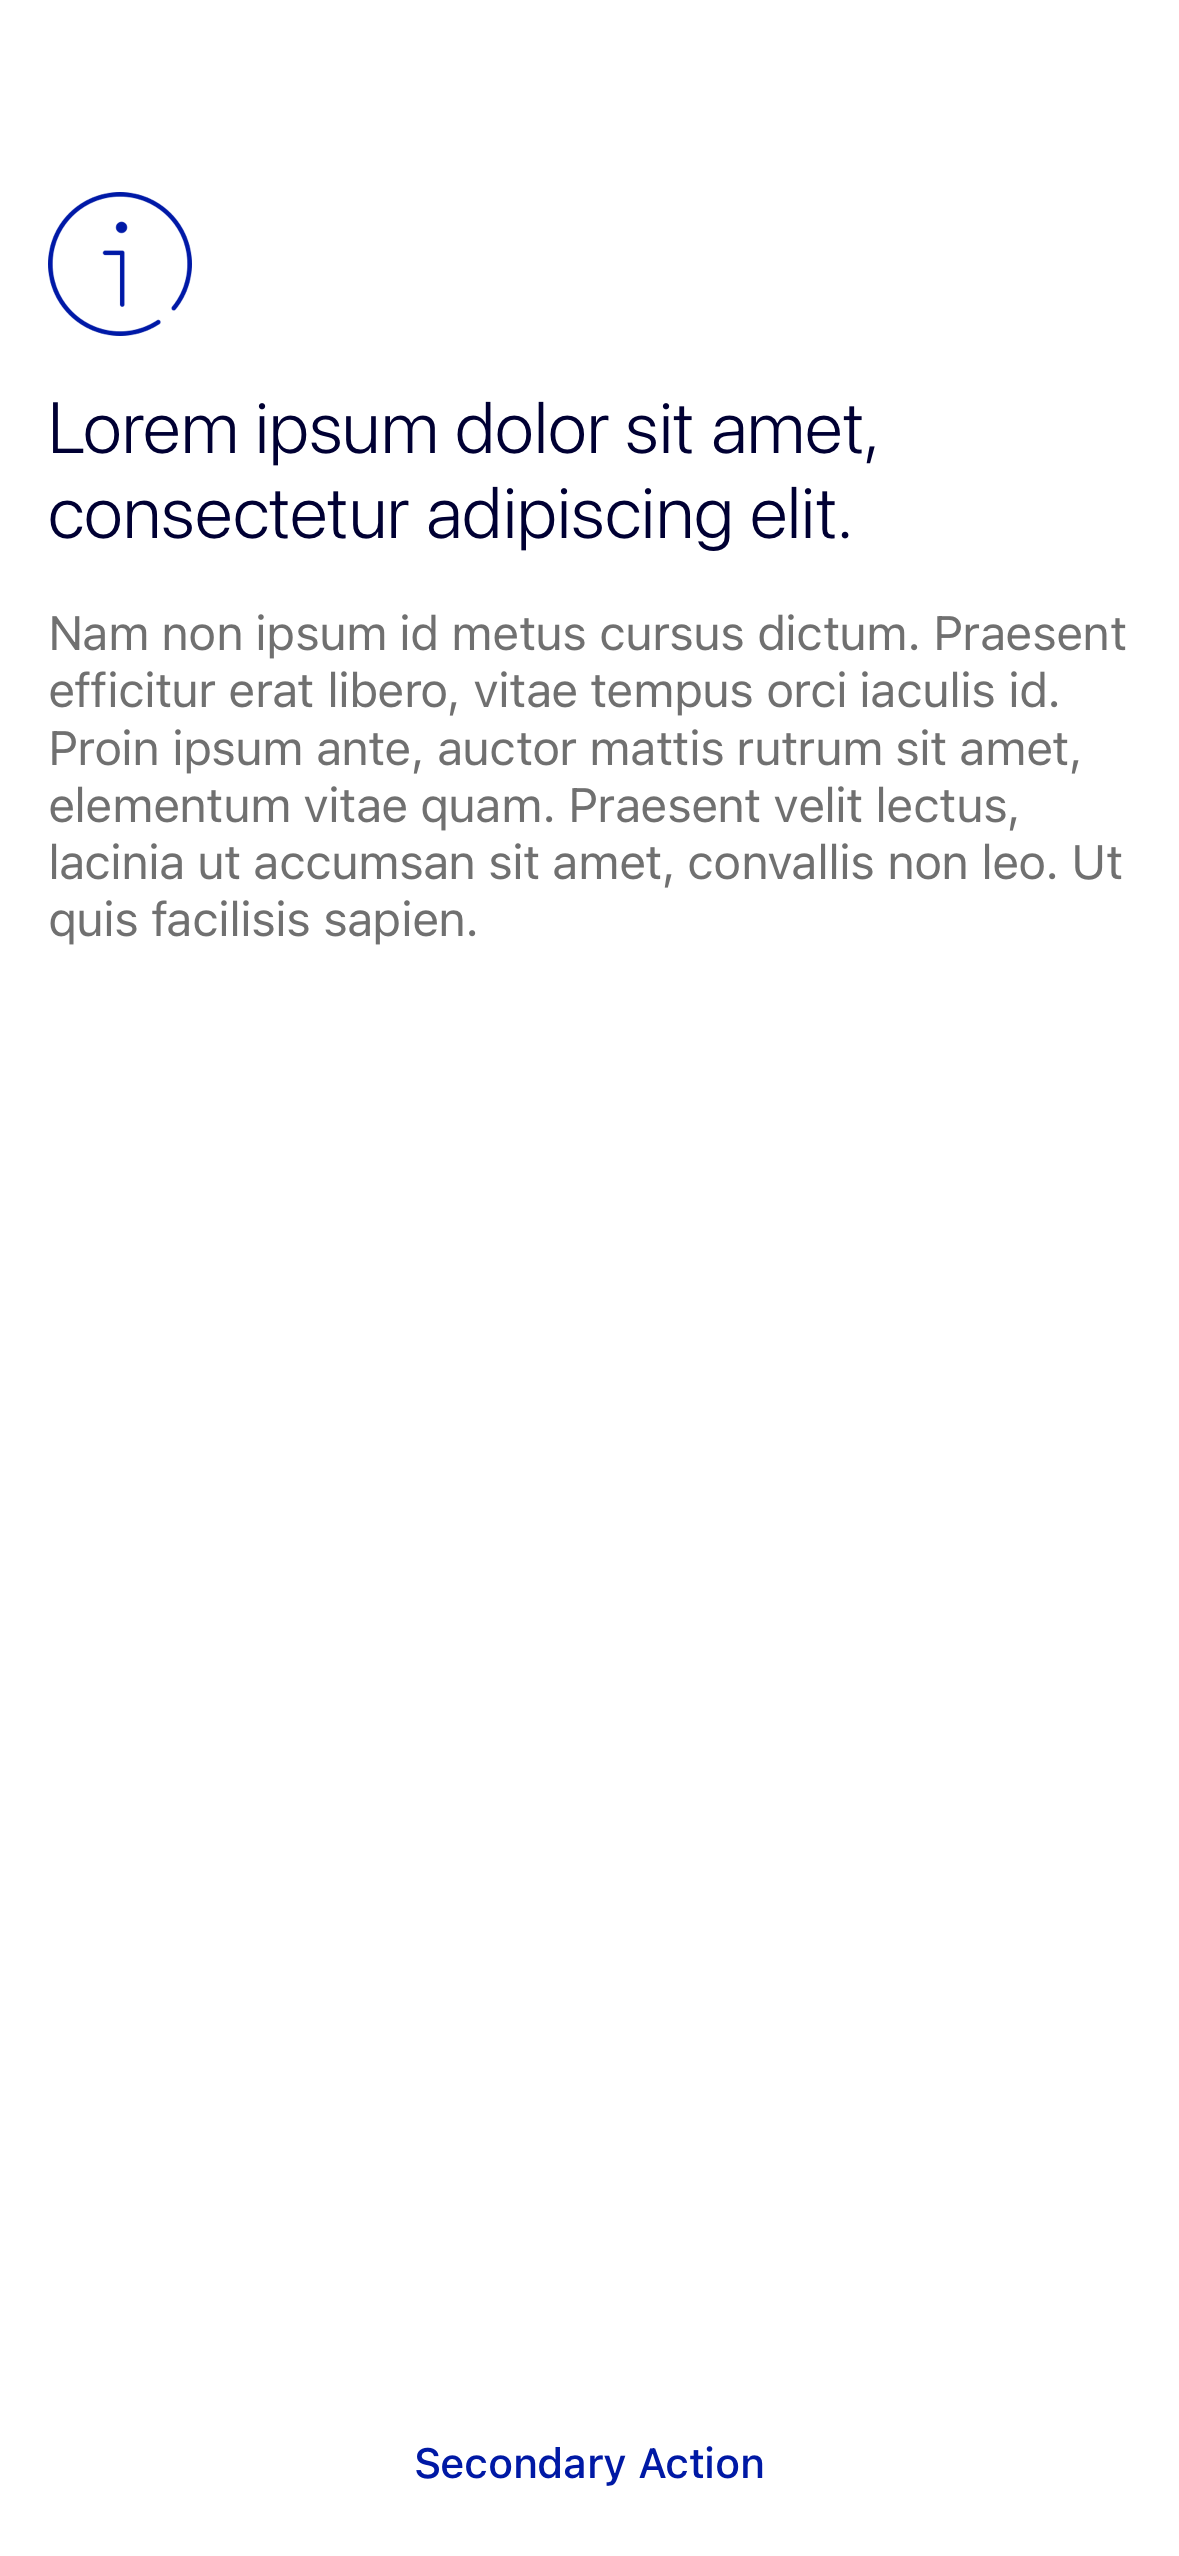 Lorem ipsum dolor sit amet,
consectetur adipiscing elit.
Nam non ipsum id metus cursus dictum. Praesent
efficitur erat libero, vitae tempus orci iaculis id.
Proin ipsum ante, auctor mattis rutrum sit amet,
elementum vitae quam. Praesent velit lectus,
lacinia ut accumsan sit amet, convallis non leo. Ut
quis facilisis sapien.
Secondary Action